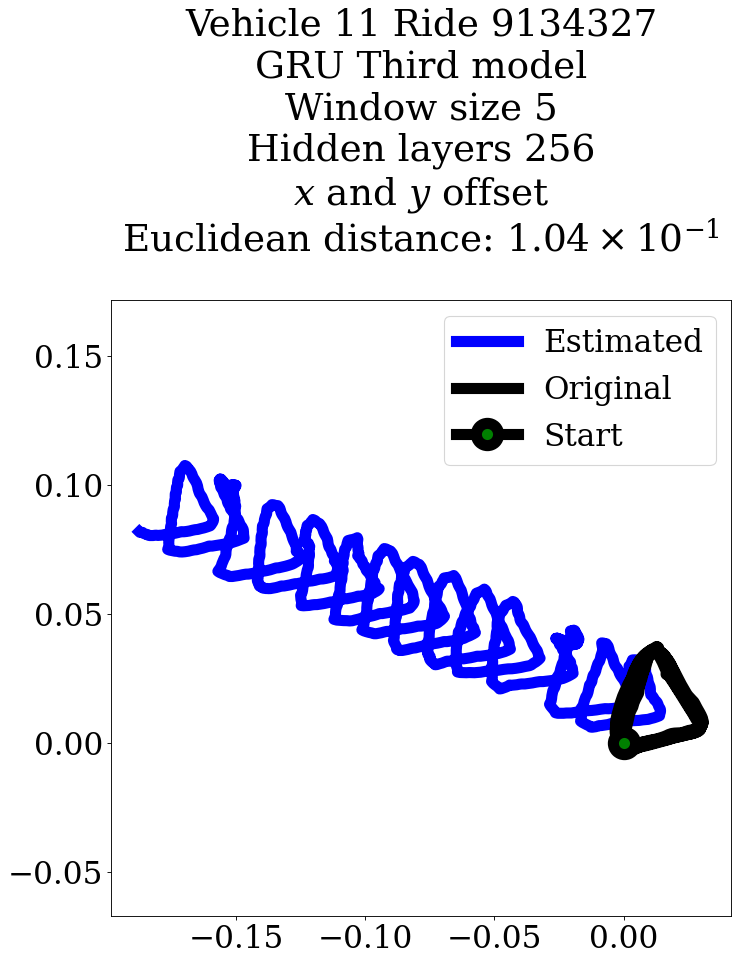 Vehicle 11 Ride 9134327
GRU Third model
Window size 5
Hidden layers 256
x and y offset
Euclidean distance: 1.04 × 10⁻¹
Estimated
Original
Start
0.15
0.10
0.05
0.00
−0.05
−0.15 −0.10 −0.05 0.00